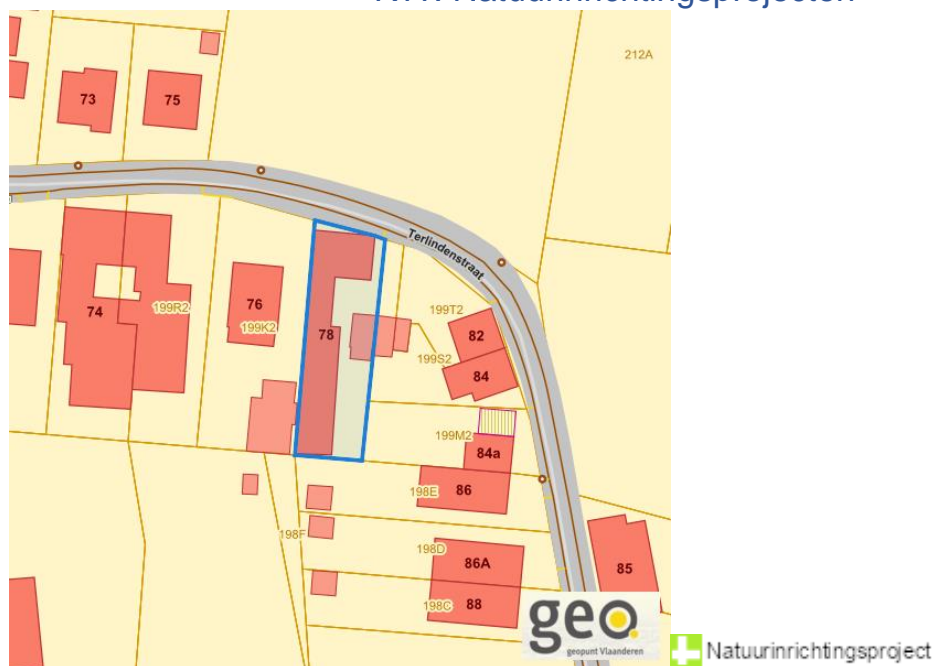 212A
73
75
Terlindenstraat
74
199R2
76
199K2
78
199T2
82
199S2
84
199M2
84a
198E
86
198F
198D
86A
85
198C
88
geo.
geopunt Vlaanderen
Natuurinrichtingsproject